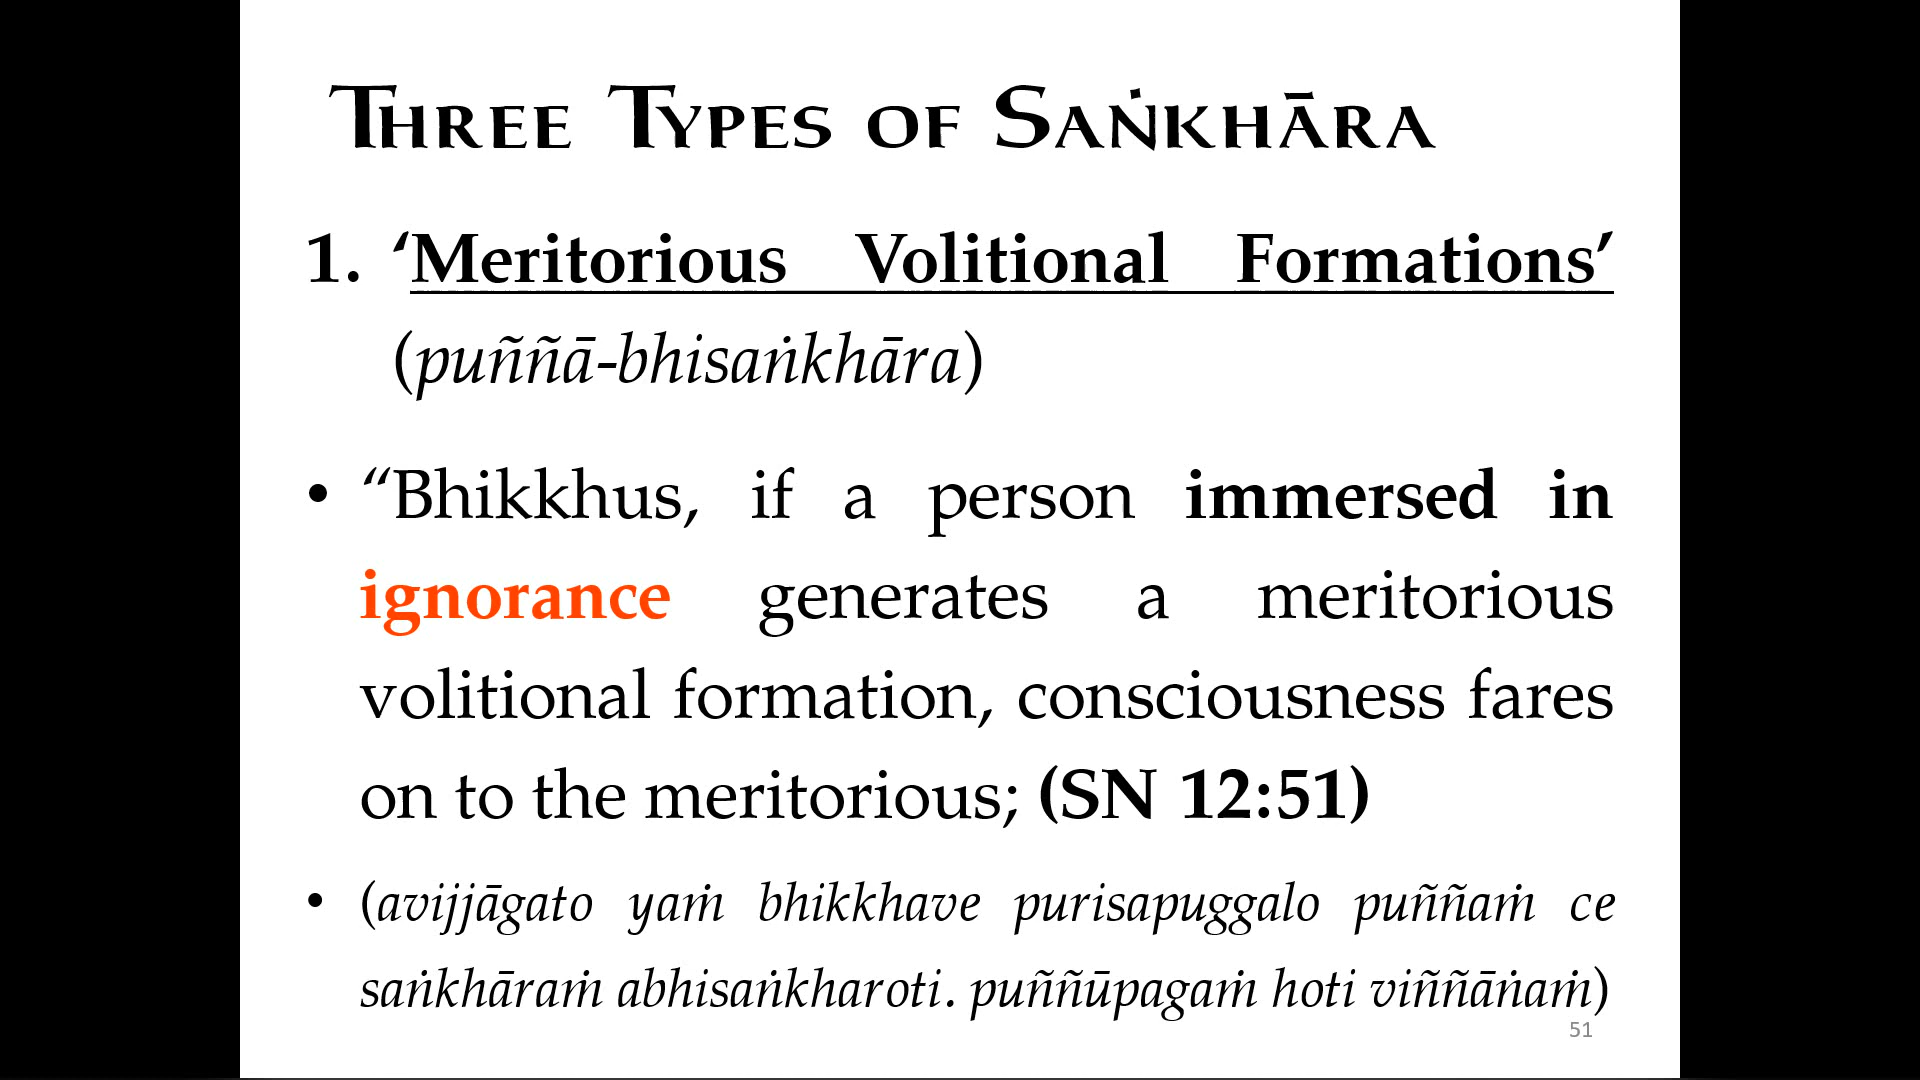 Three Types of Saṅkhāra
1. ‘Meritorious Volitional Formations’
(puññā-bhisaṅkhāra)
• “Bhikkhus, if a person immersed in
ignorance generates a meritorious
volitional formation, consciousness fares
on to the meritorious; (SN 12:51)
• (avijjāgato yaṁ bhikkhave purisapuggalo puññaṁ ce
saṅkhāraṁ abhisaṅkharoti. puññūpagaṁ hoti viññāṅaṁ)
51